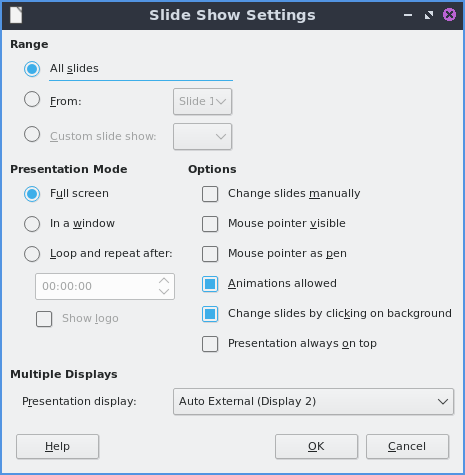 Slide Show Settings
Range
All slides
From:
Slide 1
Custom slide show:
Presentation Mode
Options
Full screen
Change slides manually
In a window
Mouse pointer visible
Loop and repeat after:
Mouse pointer as pen
00:00:00
Animations allowed
Show logo
Change slides by clicking on background
Presentation always on top
Multiple Displays
Presentation display:
Auto External (Display 2)
Help
OK
Cancel